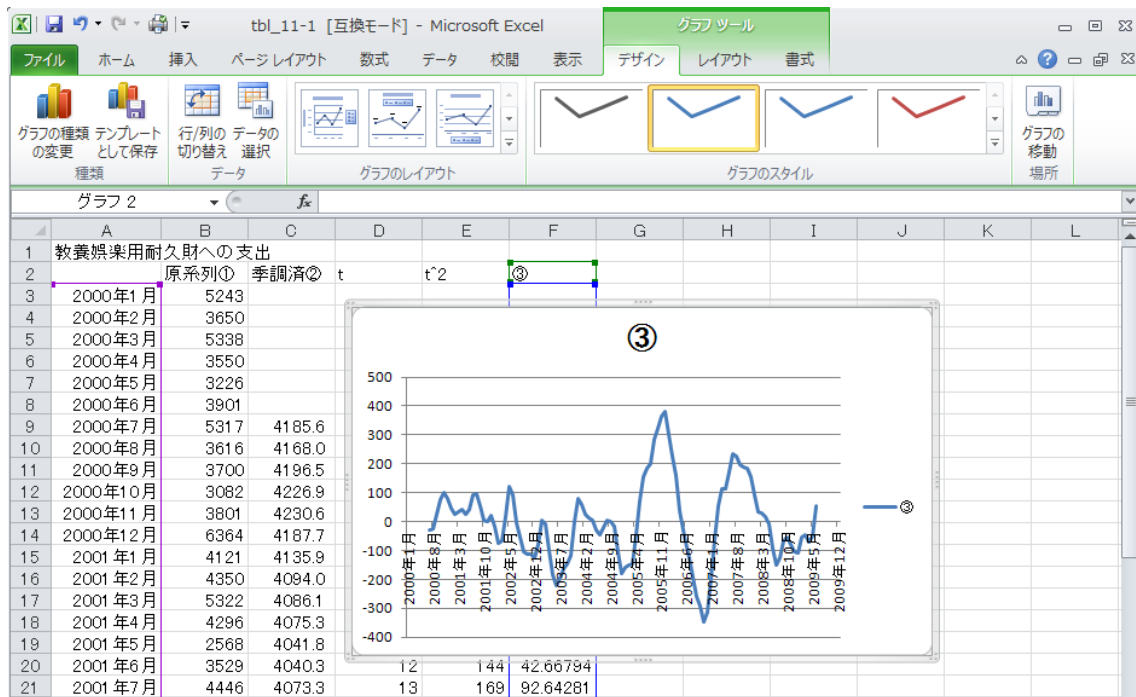 tbl_11-1 [互換モード] - Microsoft Excel
グラフ ツール
ファイル ホーム 挿入 ページ レイアウト 数式 データ 校閲 表示 デザイン レイアウト 書式
グラフの種類の変更 テンプレートとして保存 行/列の切り替え データの選択 グラフの移動
種類 データ グラフのレイアウト グラフのスタイル 場所
グラフ 2 fx
A B C D E F G H I J K L
1 教養娯楽用耐久財への支出
2 原系列① 季調済② t t^2 ③
3 2000年1月 5243
4 2000年2月 3650
5 2000年3月 5338
6 2000年4月 3550
7 2000年5月 3226
8 2000年6月 3901
9 2000年7月 5317 4185.6
10 2000年8月 3616 4168.0
11 2000年9月 3700 4196.5
12 2000年10月 3082 4226.9
13 2000年11月 3801 4230.6
14 2000年12月 6364 4187.7
15 2001年1月 4121 4135.9
16 2001年2月 4350 4094.0
17 2001年3月 5322 4086.1
18 2001年4月 4296 4075.3
19 2001年5月 2568 4041.8
20 2001年6月 3529 4040.3 12 144 42.66794
21 2001年7月 4446 4073.3 13 169 92.64281
③
500
400
300
200
100
0
-100
-200
-300
-400
2000年1月
2000年8月
2001年3月
2001年10月
2002年5月
2002年12月
2003年7月
2004年2月
2004年9月
2005年4月
2005年11月
2006年6月
2007年1月
2007年8月
2008年3月
2008年10月
2009年5月
2009年12月
③